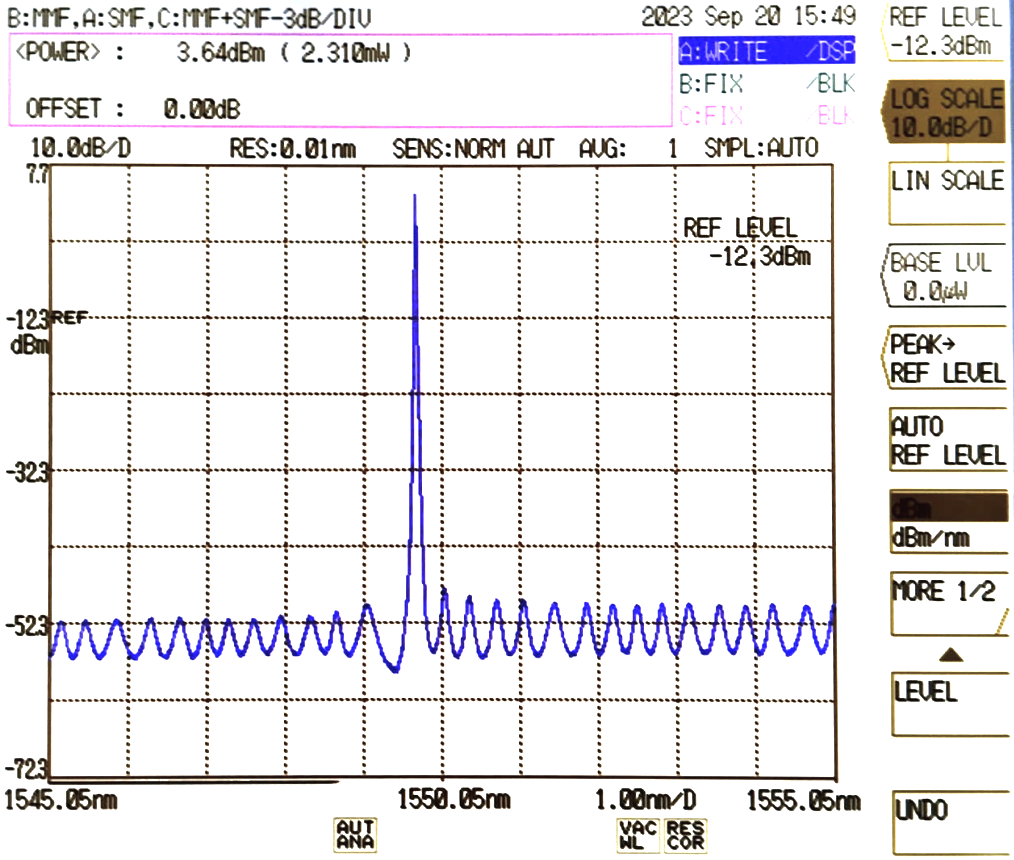 B:MMF,A:SMF,C:MMF+SMF-3dB/DIV
2023 Sep 20 15:49
<POWER> : 3.64dBm ( 2.310mW )
OFFSET : 0.00dB
A:WRITE /DSP
B:FIX /BLK
C:FIX /BLK
10.0dB/D RES:0.01nm SENS:NORM AUT AVG: 1 SMPL:AUTO
7.7
REF LEVEL
-12.3dBm
-12.3 REF
dBm
-32.3
-52.3
-72.3
1545.05nm 1550.05nm 1.00nm/D 1555.05nm
AUT
ANA
VAC
WL
RES
COR
REF LEVEL
-12.3dBm
LOG SCALE
10.0dB/D
LIN SCALE
BASE LVL
0.0µW
PEAK→
REF LEVEL
AUTO
REF LEVEL
dBm
dBm/nm
MORE 1/2
LEVEL
UNDO